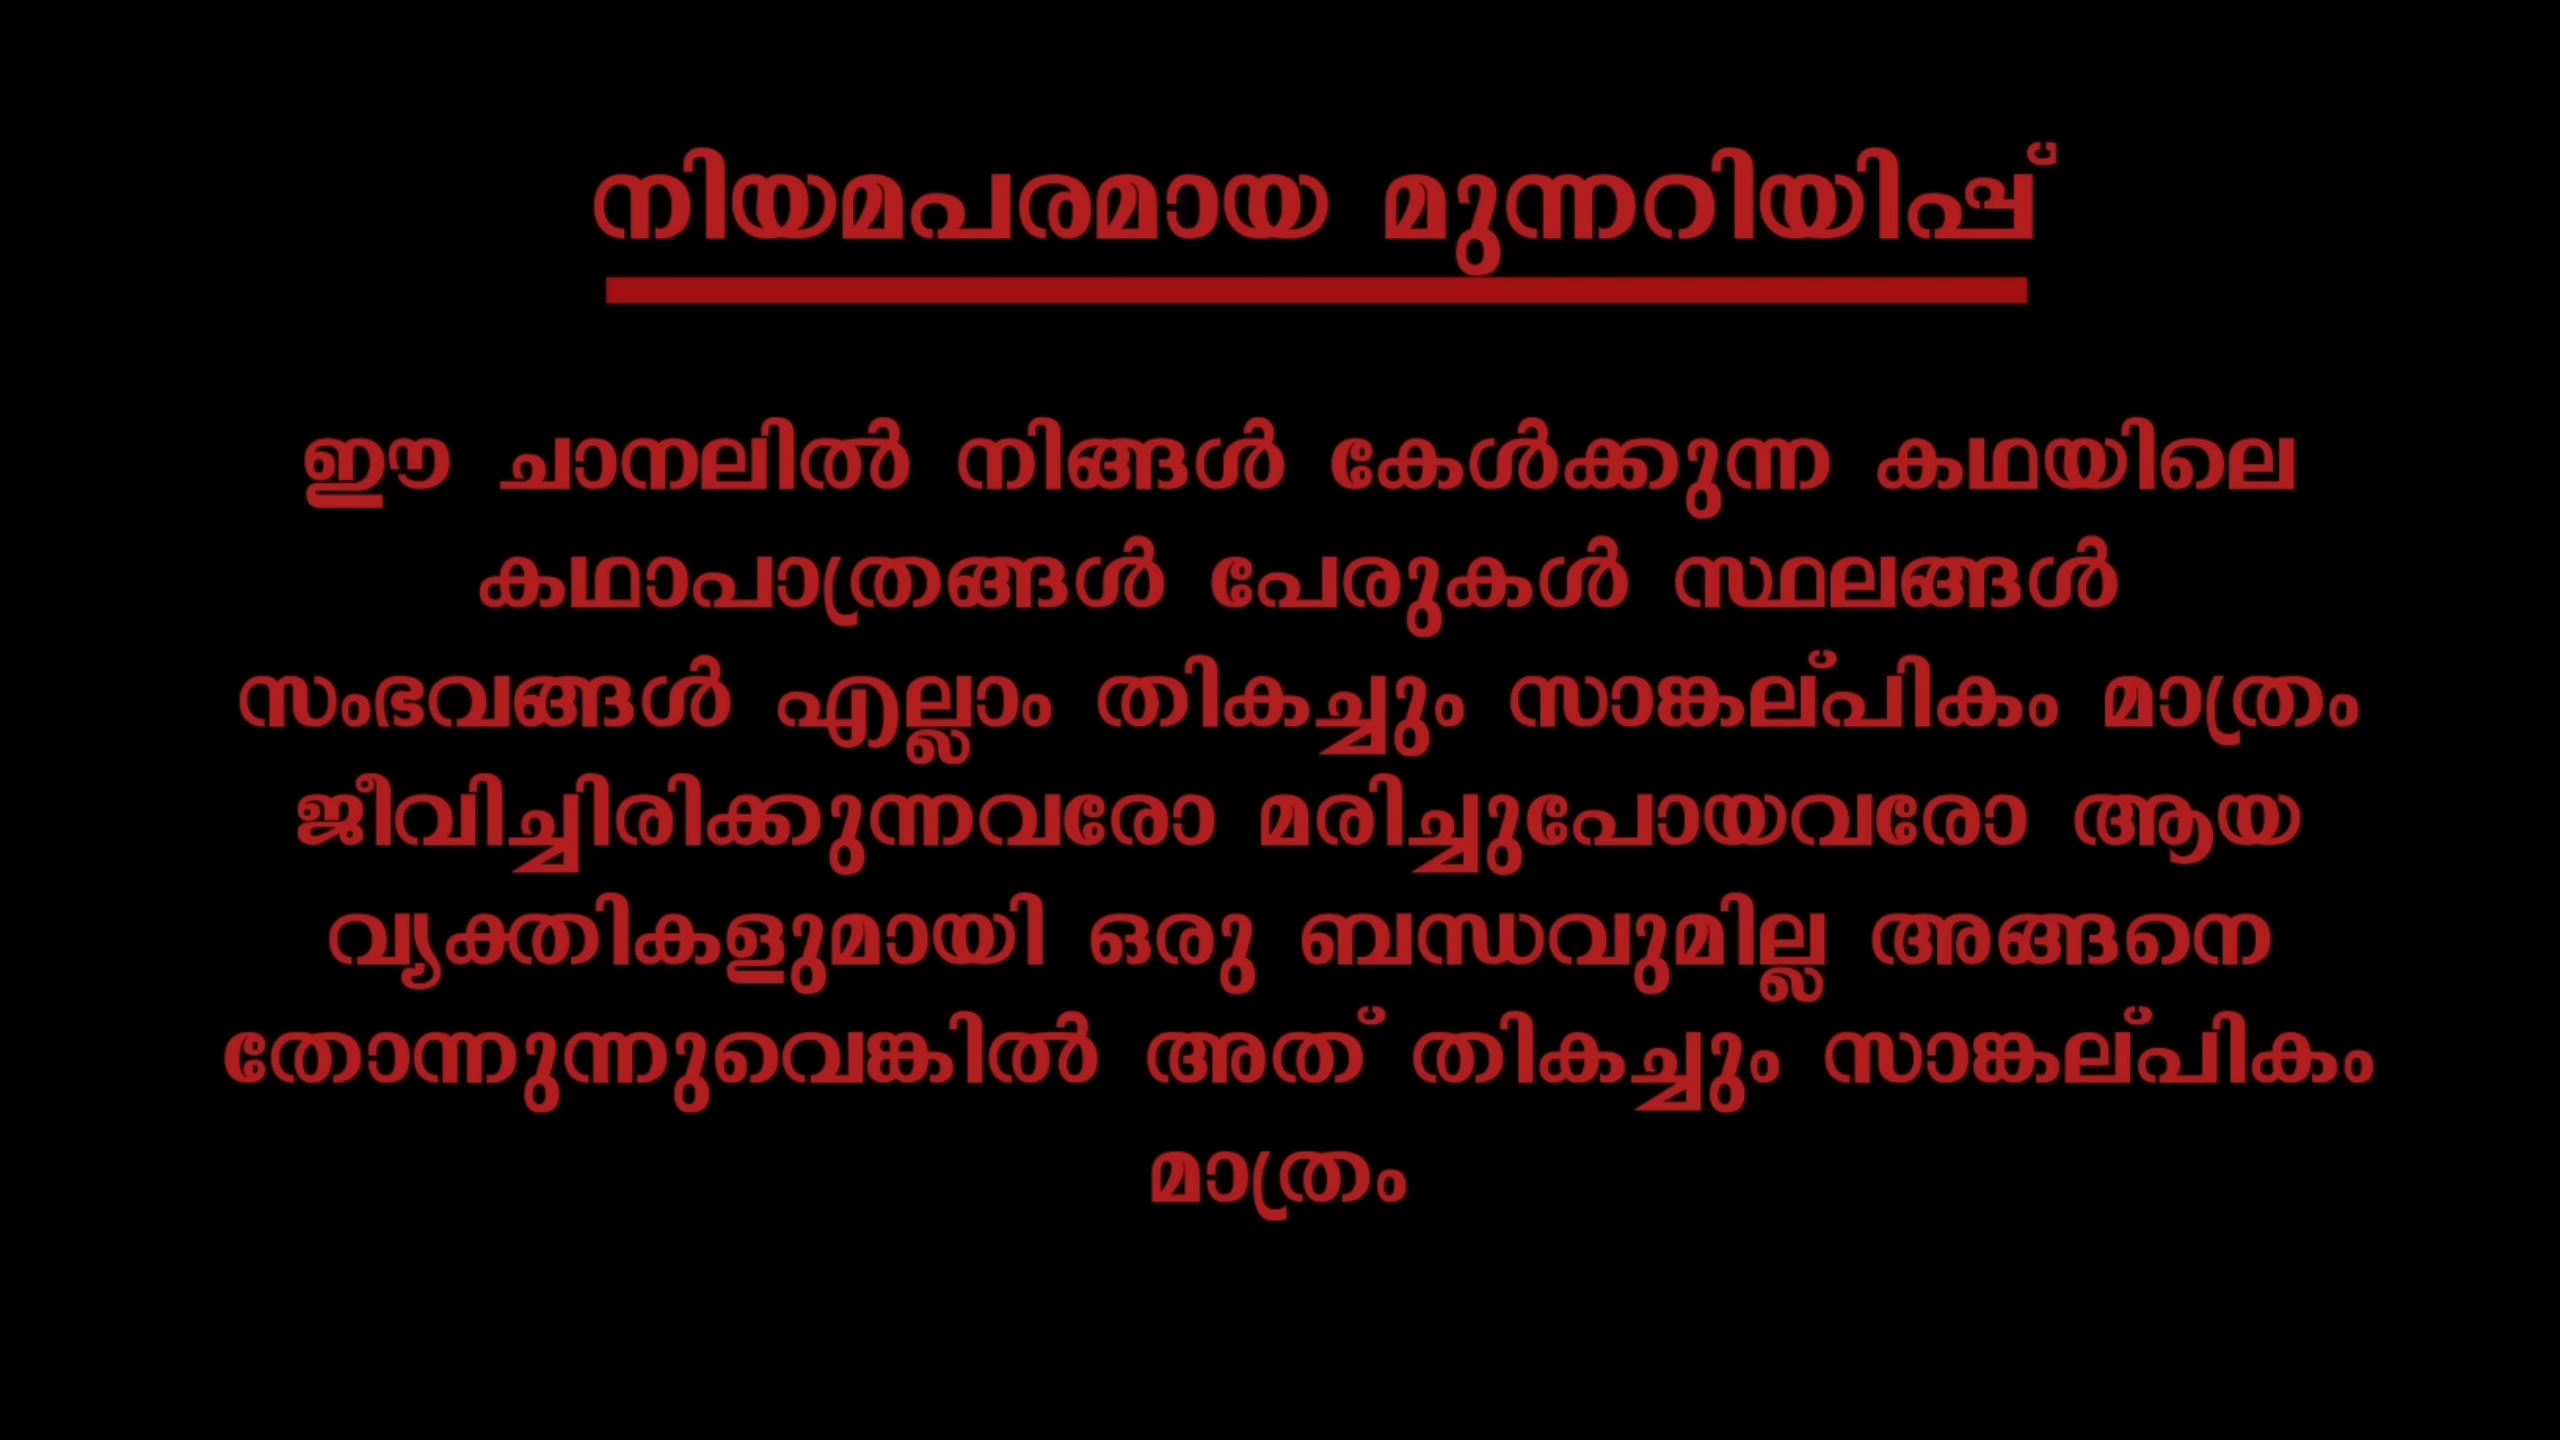 നിയമപരമായ മുന്നറിയിപ്പ്
ഈ ചാനലിൽ നിങ്ങൾ കേൾക്കുന്ന കഥയിലെ
കഥാപാത്രങ്ങൾ പേരുകൾ സ്ഥലങ്ങൾ
സംഭവങ്ങൾ എല്ലാം തികച്ചും സാങ്കല്പികം മാത്രം
ജീവിച്ചിരിക്കുന്നവരോ മരിച്ചുപോയവരോ ആയ
വ്യക്തികളുമായി ഒരു ബന്ധവുമില്ല അങ്ങനെ
തോന്നുന്നുവെങ്കിൽ അത് തികച്ചും സാങ്കല്പികം
മാത്രം